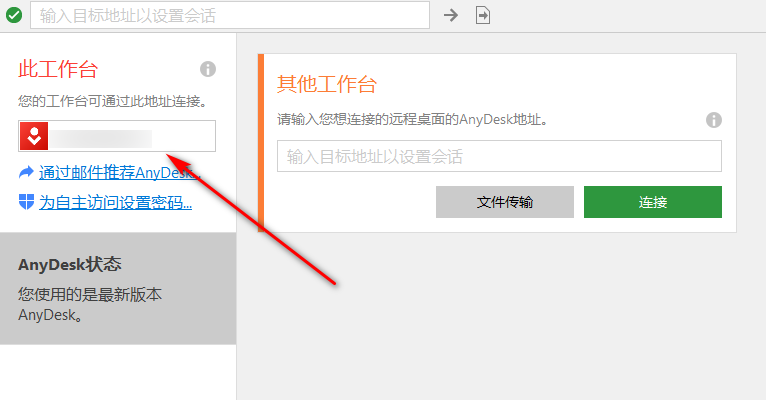 输入目标地址以设置会话
此工作台
您的工作台可通过此地址连接。
通过邮件推荐AnyDesk...
为自主访问设置密码...
AnyDesk状态
您使用的是最新版本
AnyDesk。
其他工作台
请输入您想连接的远程桌面的AnyDesk地址。
输入目标地址以设置会话
文件传输
连接